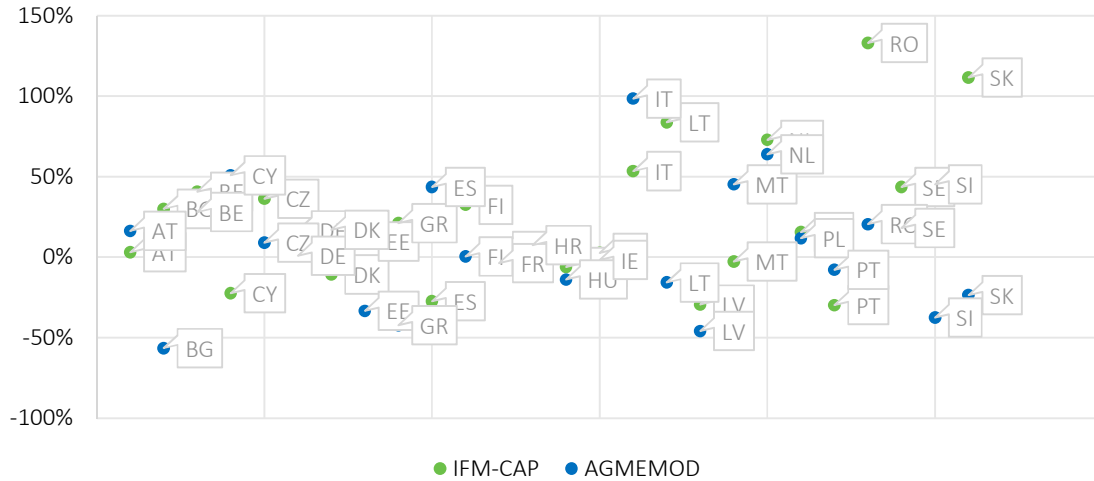 150%
RO
SK
100%
IT
LT
NL
IT
50%
CY
ES
MT
SE
SI
CZ
BG
BE
FI
BE
GR
AT
DK
RO
SE
PL
CZ
EE
HR
AT
DE
FI
FR
IE
0%
MT
DK
HU
LT
PT
CY
ES
LV
PT
EE
SK
GR
LV
SI
-50%
BG
-100%
IFM-CAP
AGMEMOD